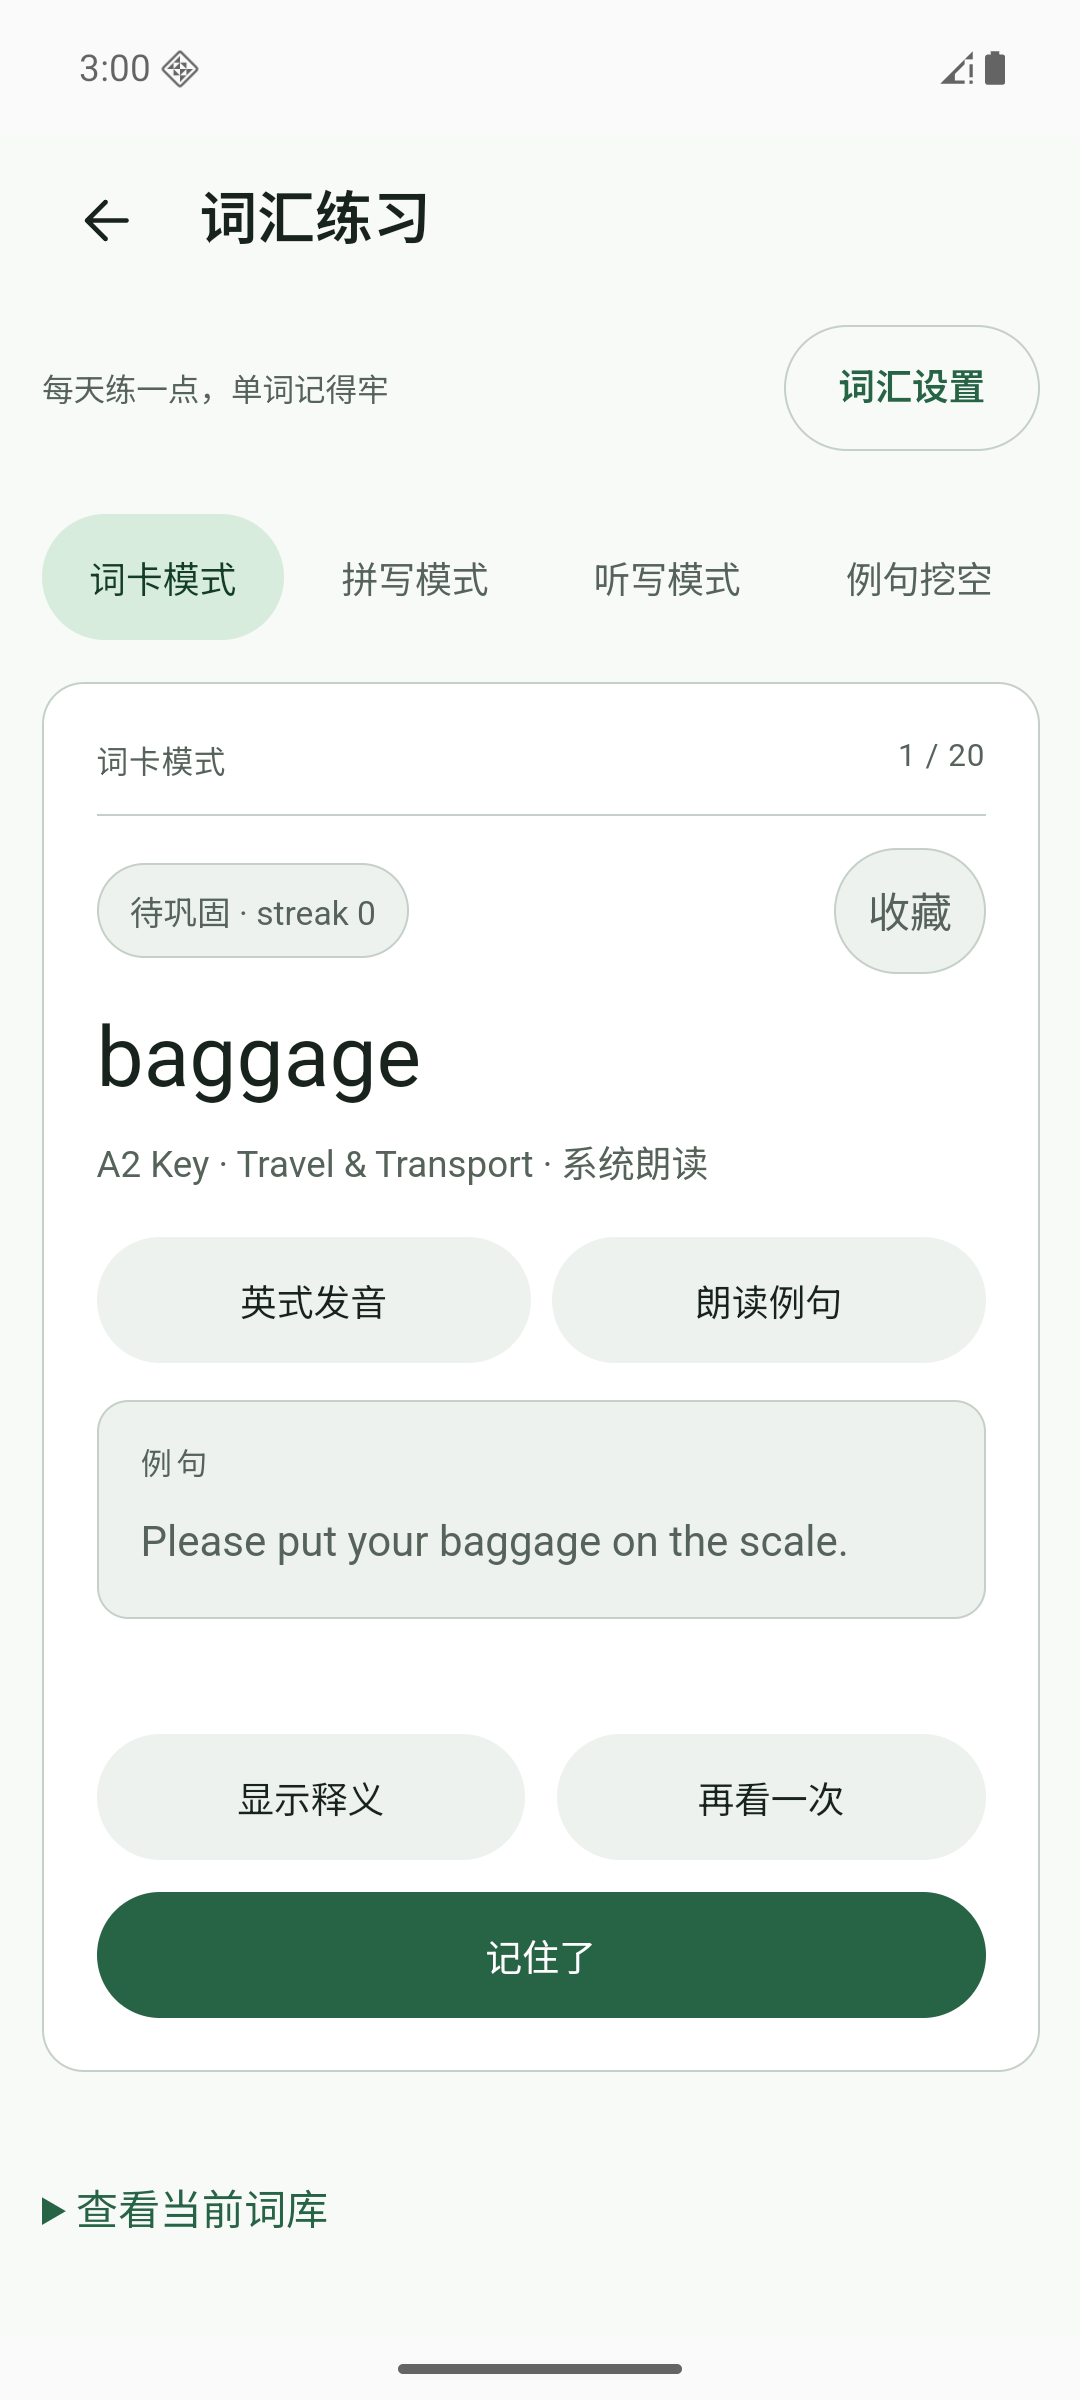 3:00
词汇练习
每天练一点，单词记得牢
词汇设置
词卡模式 拼写模式 听写模式 例句挖空
词卡模式 1 / 20
待巩固 · streak 0 收藏
baggage
A2 Key · Travel & Transport · 系统朗读
英式发音 朗读例句
例句
Please put your baggage on the scale.
显示释义 再看一次
记住了
查看当前词库